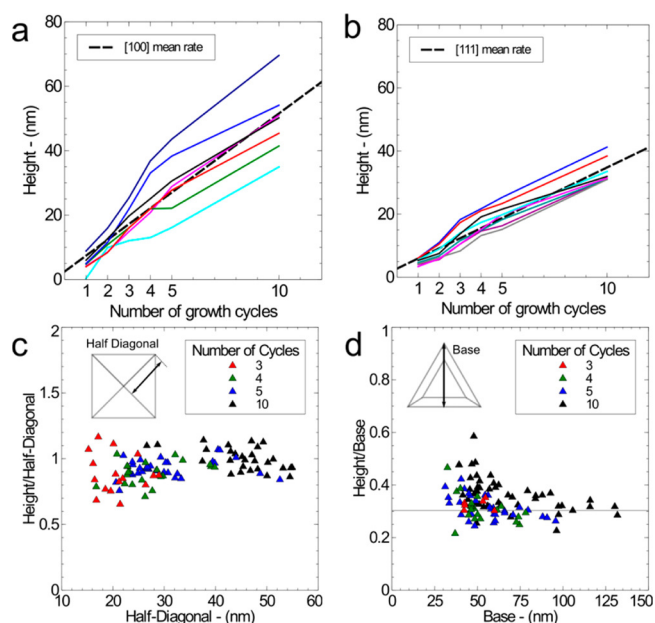 a
[100] mean rate
Height - (nm)
80
60
40
20
0
1 2 3 4 5 10
Number of growth cycles
b
[111] mean rate
Height - (nm)
80
60
40
20
0
1 2 3 4 5 10
Number of growth cycles
c
Half Diagonal
Number of Cycles
3
4
5
10
Height/Half-Diagonal
2
1.5
1
0.5
0
10 20 30 40 50 60
Half-Diagonal - (nm)
d
Base
Number of Cycles
3
4
5
10
Height/Base
1
0.8
0.6
0.4
0.2
0
0 25 50 75 100 125 150
Base - (nm)